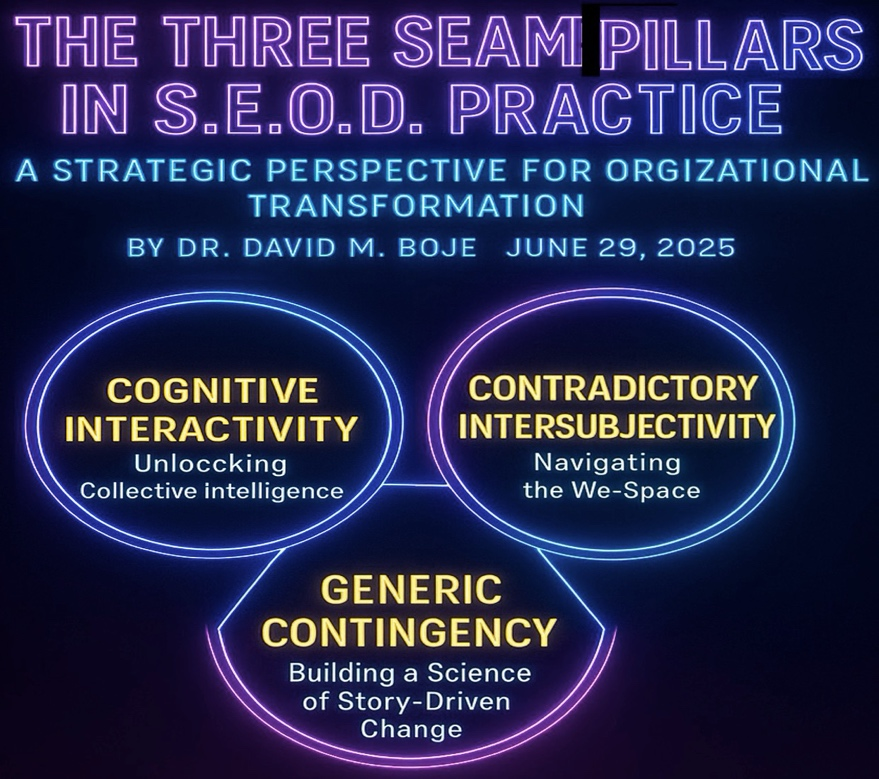 THE THREE SEAM PILLARS
IN S.E.O.D. PRACTICE
A STRATEGIC PERSPECTIVE FOR ORGIZATIONAL
TRANSFORMATION
BY DR. DAVID M. BOJE JUNE 29, 2025
COGNITIVE
INTERACTIVITY
Unloccking
Collective intelligence
CONTRADICTORY
INTERSUBJECTIVITY
Navigating
the We-Space
GENERIC
CONTINGENCY
Building a Science
of Story-Driven
Change